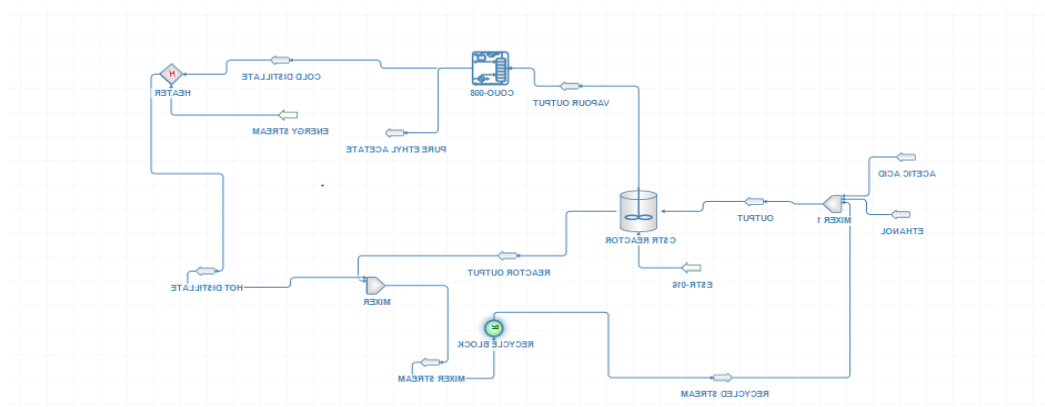 COLD DISTILLATE
HEATER
COUO-008
VAPOUR OUTPUT
ENERGY STREAM
PURE ETHYL ACETATE
ACETIC ACID
OUTPUT
MIXER 1
ETHANOL
CSTR REACTOR
REACTOR OUTPUT
ESTR-016
HOT DISTILLATE
MIXER
R
RECYCLE BLOCK
MIXER STREAM
RECYCLED STREAM
H